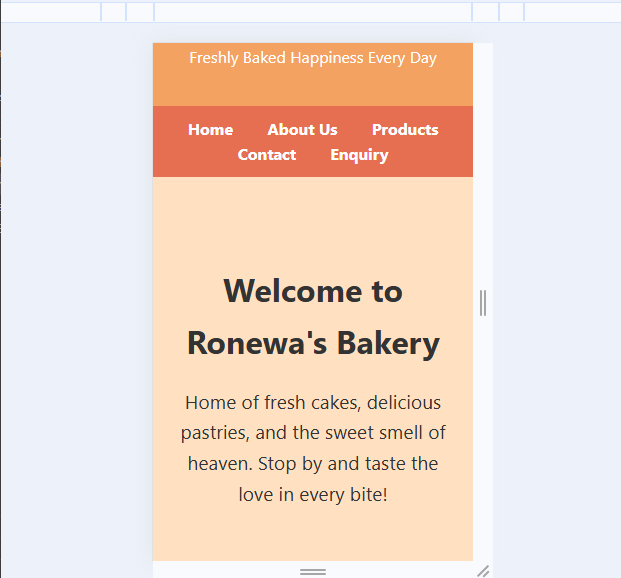 Freshly Baked Happiness Every Day
Home About Us Products
Contact Enquiry
Welcome to
Ronewa's Bakery
Home of fresh cakes, delicious
pastries, and the sweet smell of
heaven. Stop by and taste the
love in every bite!